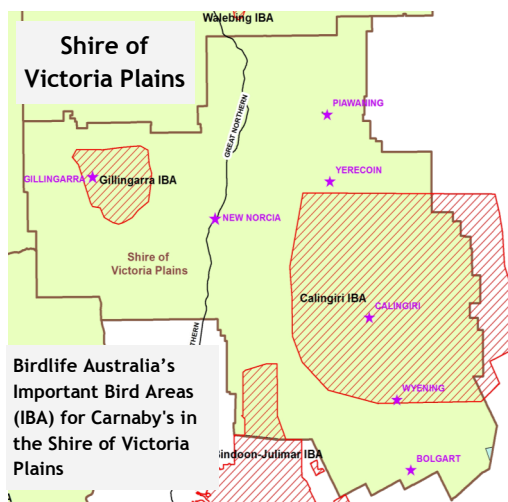 Walebing IBA
Shire of
Victoria Plains
PIAWANING
GREAT NORTHERN
GILLINGARRA
Gillingarra IBA
YERECOIN
NEW NORCIA
Shire of
Victoria Plains
Calingiri IBA
CALINGIRI
Birdlife Australia's
Important Bird Areas
(IBA) for Carnaby's in
the Shire of Victoria
Plains
WYENING
indoon-Julimar IBA
BOLGART